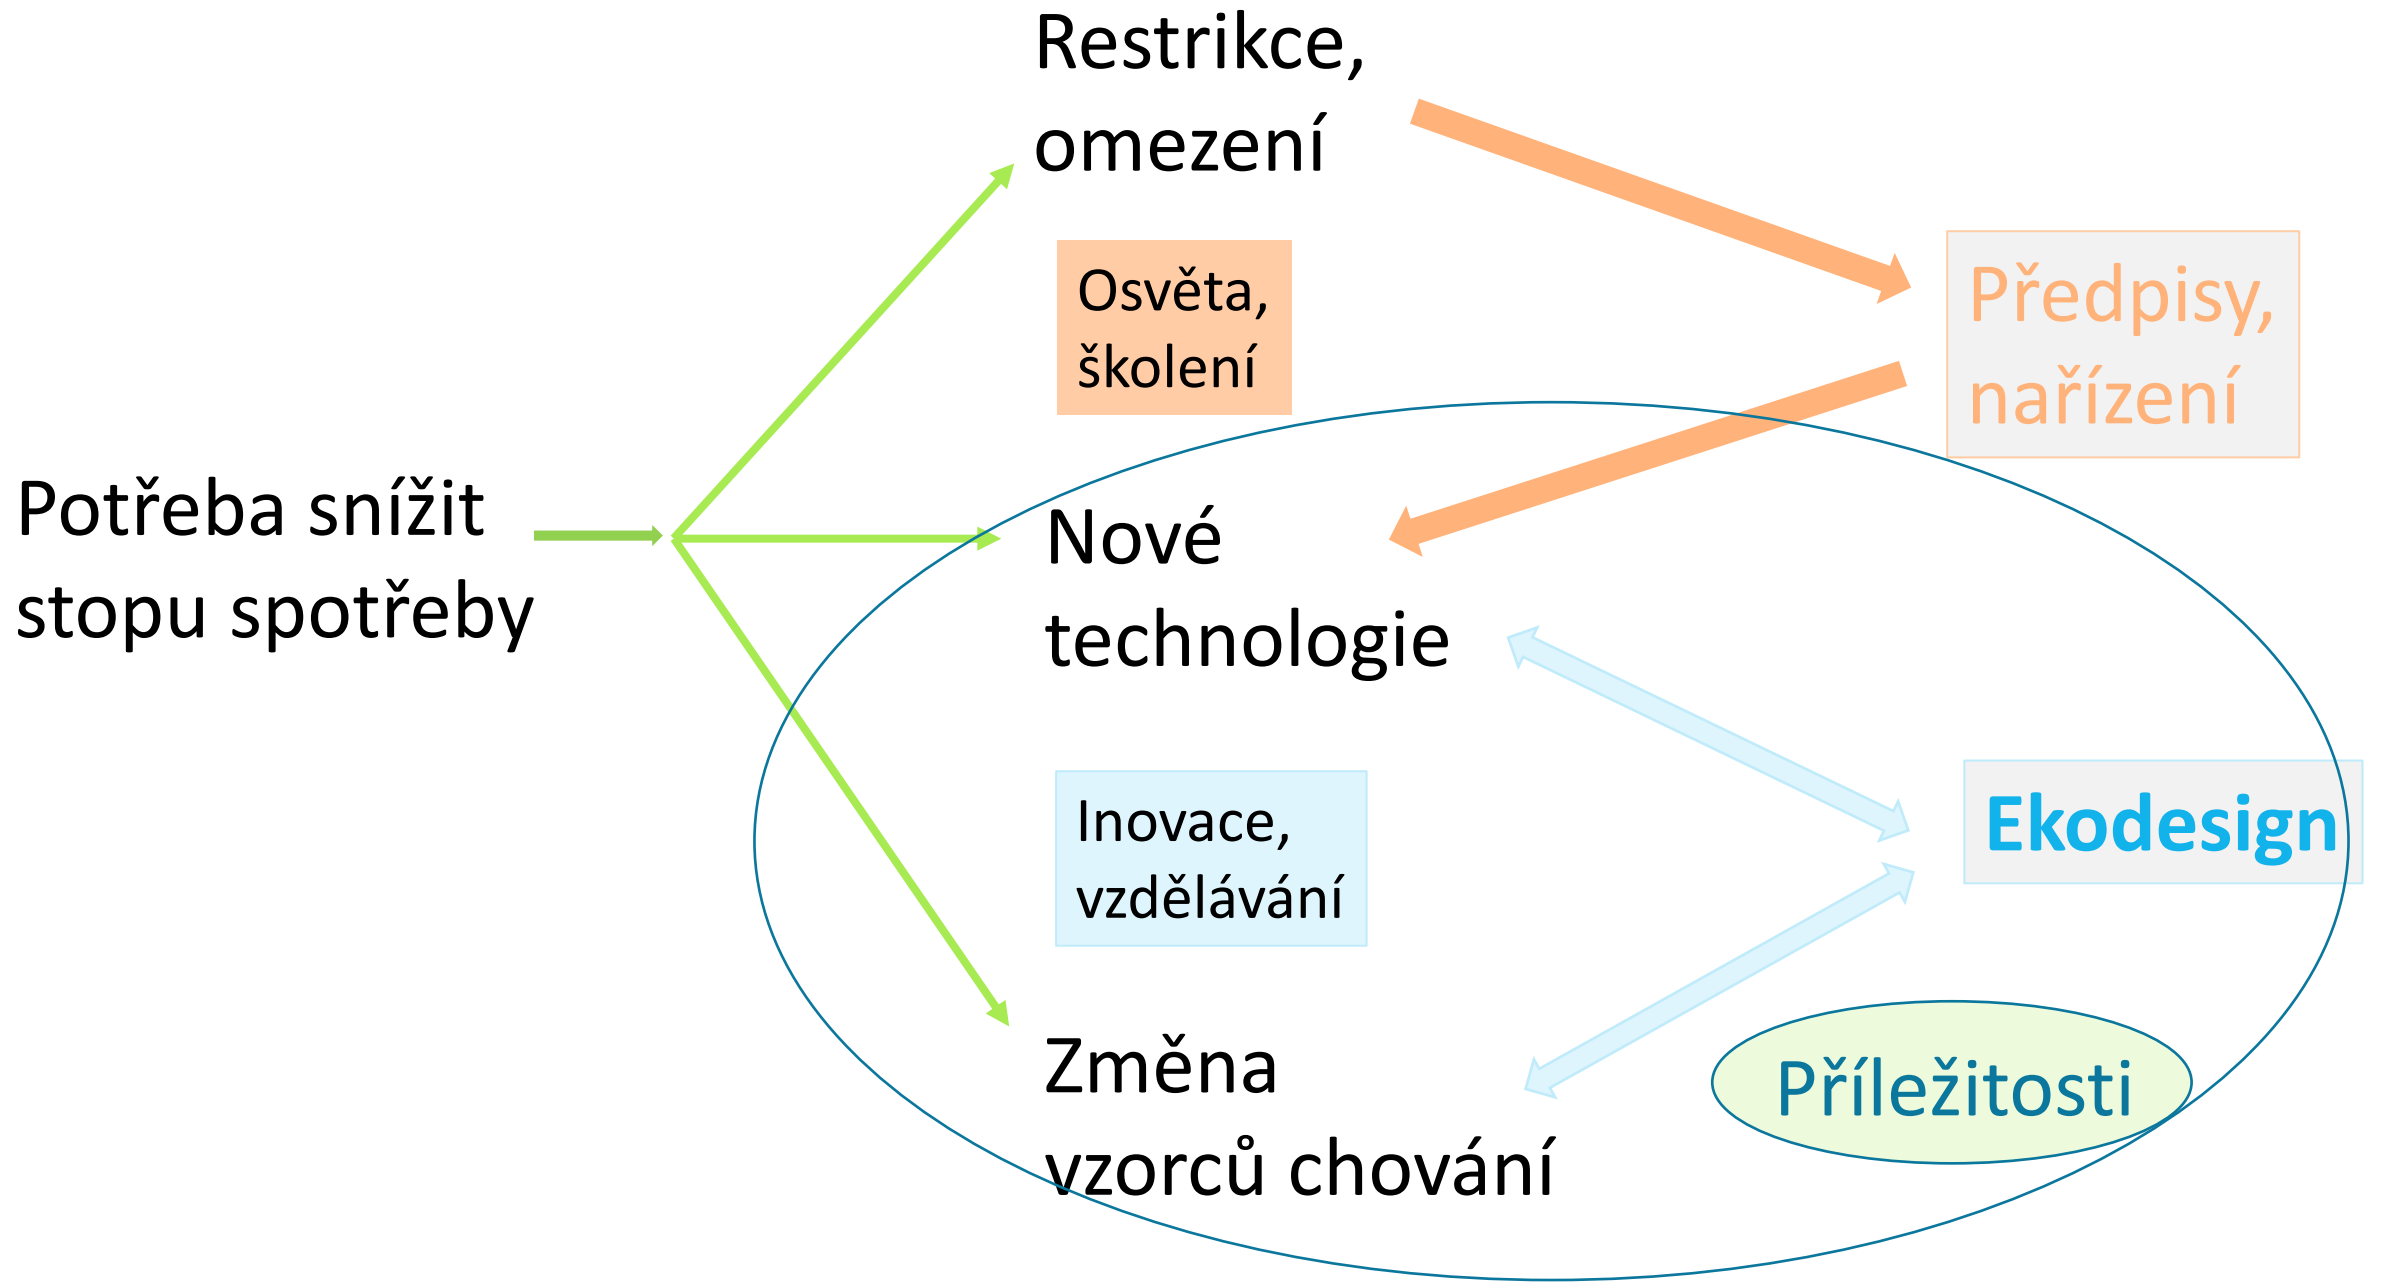 Restrikce,
omezení
Osvěta,
školení
Předpisy,
nařízení
Potřeba snížit
stopu spotřeby
Nové
technologie
Inovace,
vzdělávání
Ekodesign
Změna
vzorců chování
Příležitosti